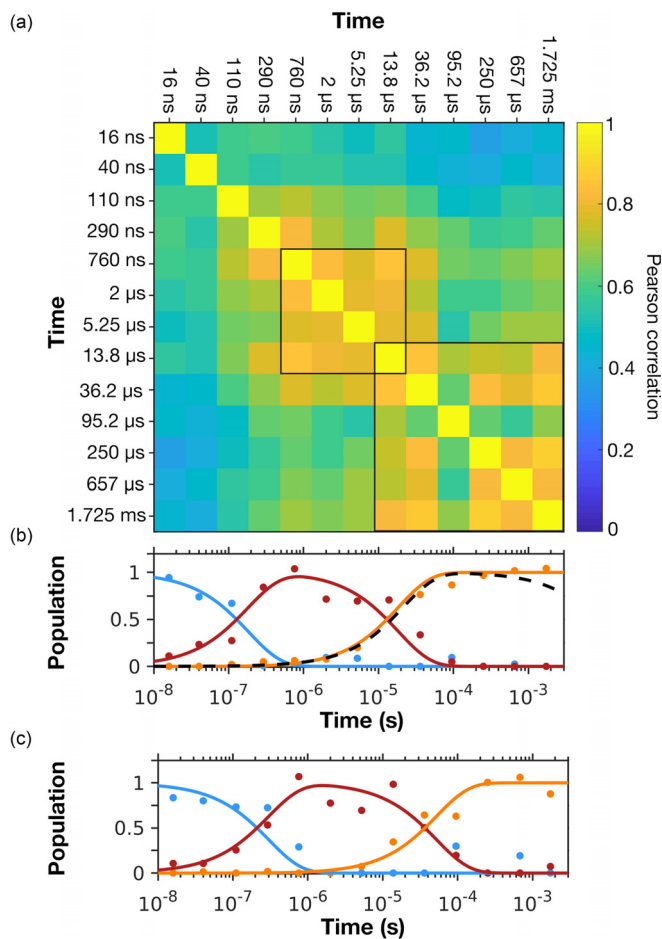 (a)
Time
16 ns 40 ns 110 ns 290 ns 760 ns 2 µs 5.25 µs 13.8 µs 36.2 µs 95.2 µs 250 µs 657 µs 1.725 ms
Time
16 ns
40 ns
110 ns
290 ns
760 ns
2 µs
5.25 µs
13.8 µs
36.2 µs
95.2 µs
250 µs
657 µs
1.725 ms
1
0.8
0.6
0.4
0.2
0
Pearson correlation
(b)
Population
1
0.5
0
10⁻⁸ 10⁻⁷ 10⁻⁶ 10⁻⁵ 10⁻⁴ 10⁻³
Time (s)
(c)
Population
1
0.5
0
10⁻⁸ 10⁻⁷ 10⁻⁶ 10⁻⁵ 10⁻⁴ 10⁻³
Time (s)